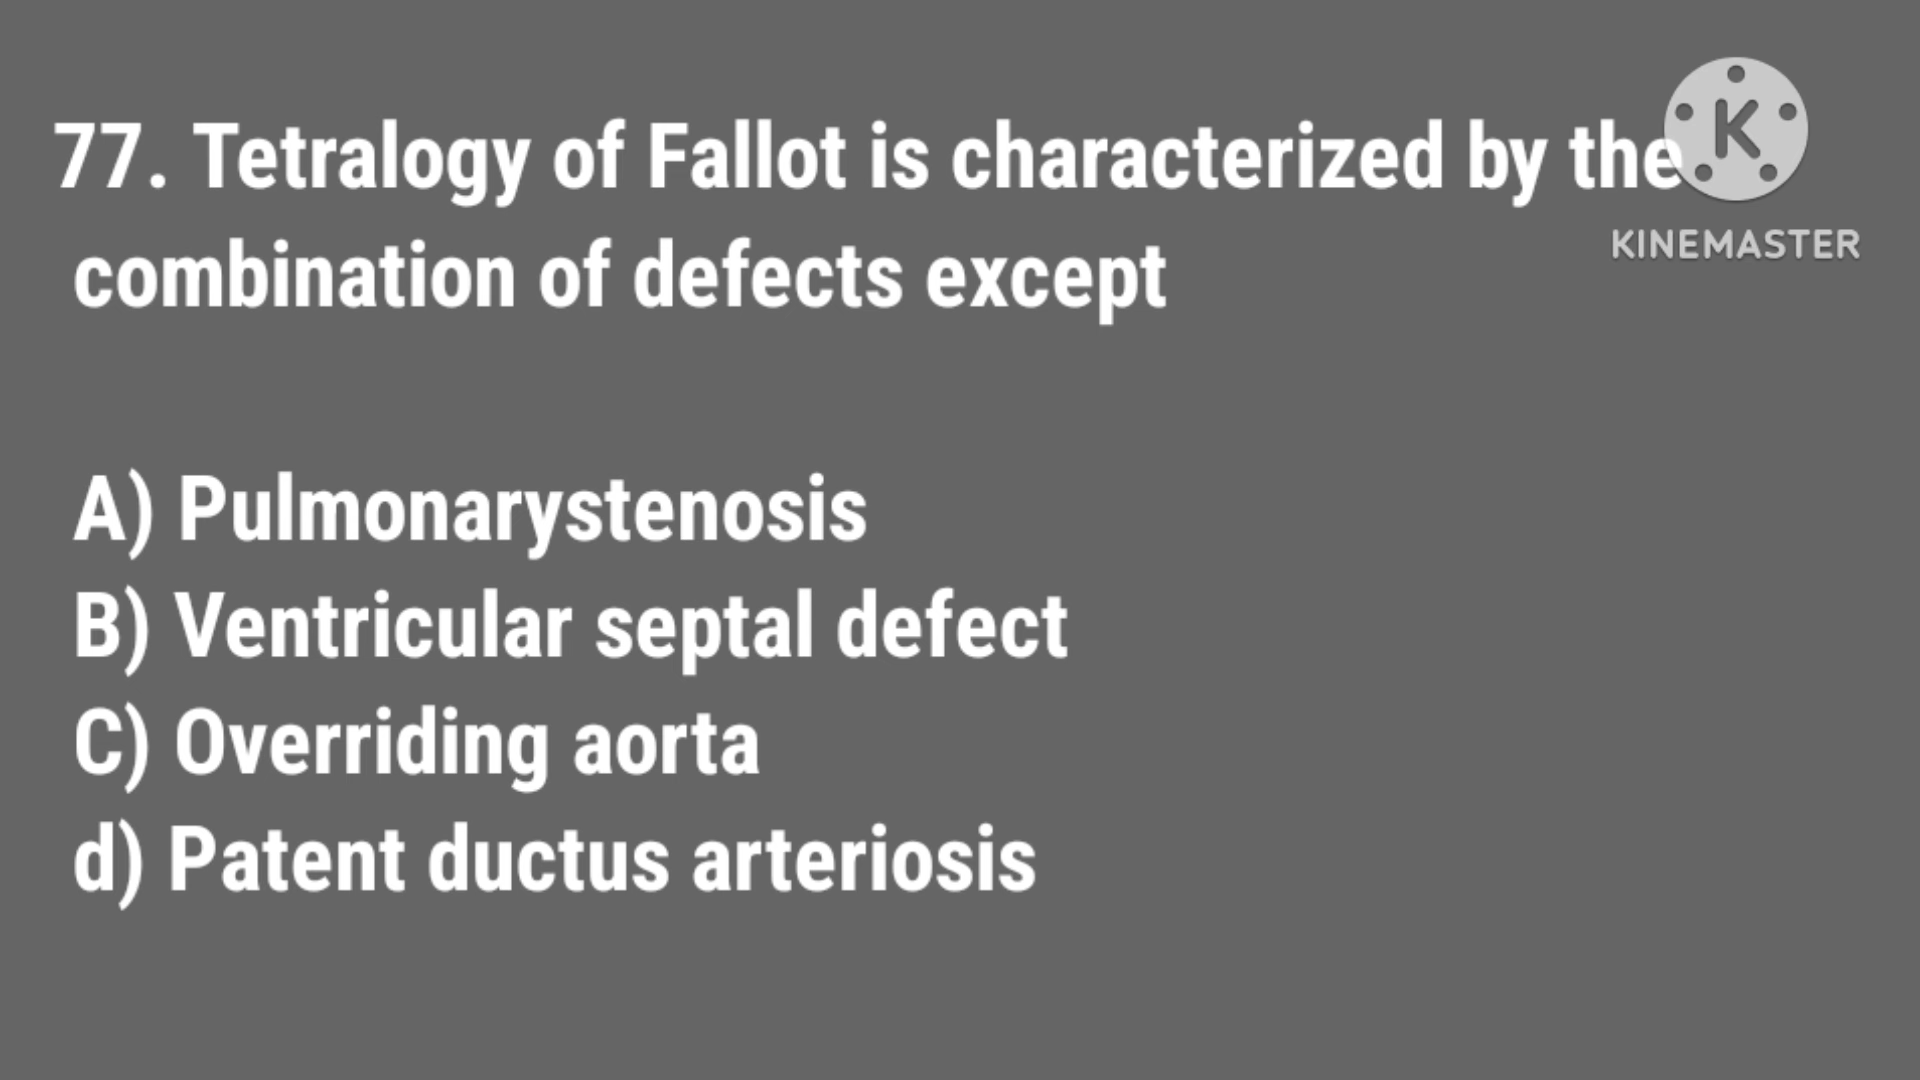 77. Tetralogy of Fallot is characterized by the
combination of defects except
A) Pulmonarystenosis
B) Ventricular septal defect
C) Overriding aorta
d) Patent ductus arteriosis
K
KINEMASTER